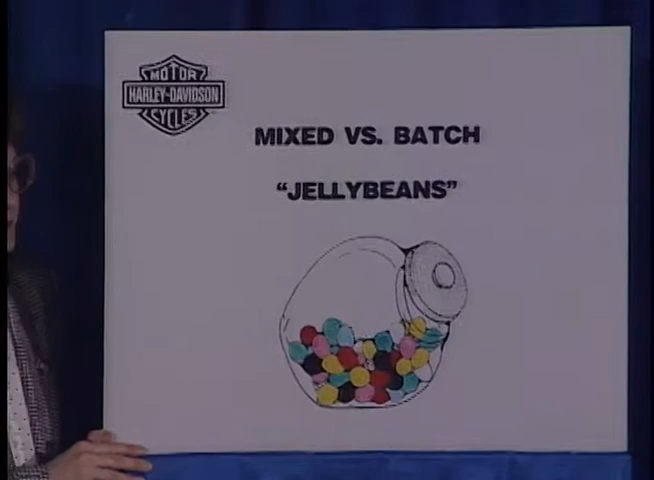 MOTOR
HARLEY-DAVIDSON
CYCLES
MIXED VS. BATCH
“JELLYBEANS”